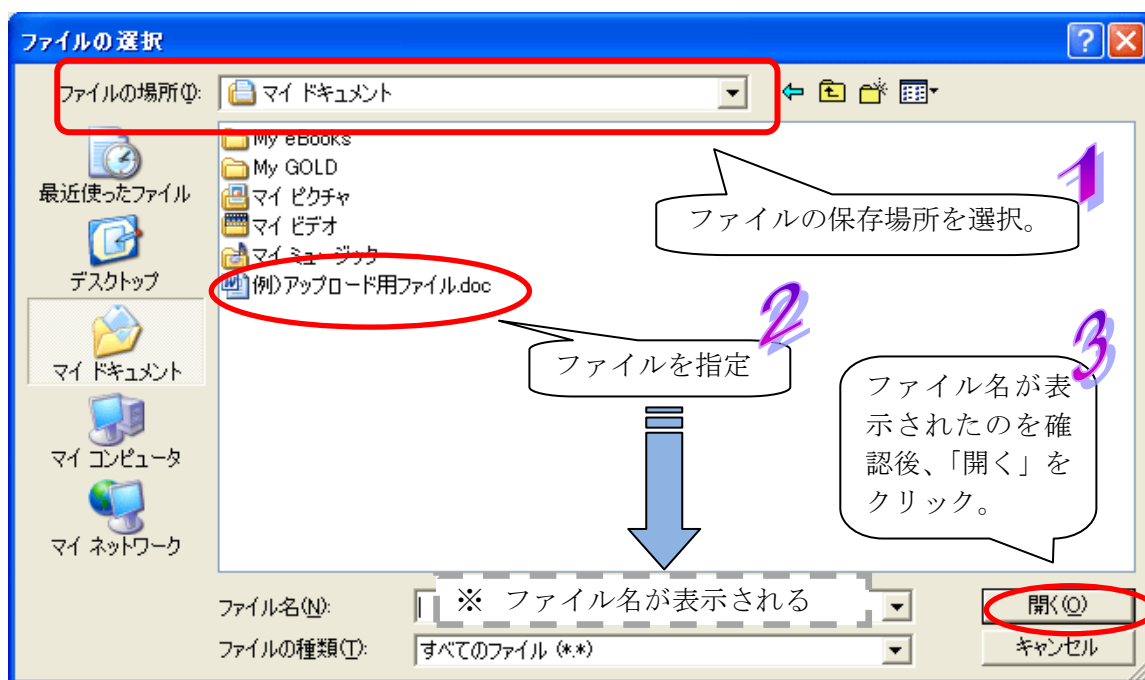 ファイルの選択
ファイルの場所(I):
マイ ドキュメント
最近使ったファイル
デスクトップ
マイ ドキュメント
マイ コンピュータ
マイ ネットワーク
My eBooks
My GOLD
マイ ピクチャ
マイ ビデオ
マイ ミュージック
例)アップロード用ファイル.doc
1
ファイルの保存場所を選択。
2
ファイルを指定
3
ファイル名が表
示されたのを確
認後、「開く」を
クリック。
ファイル名(N):
※ ファイル名が表示される
開く(O)
ファイルの種類(T):
すべてのファイル (*.*)
キャンセル